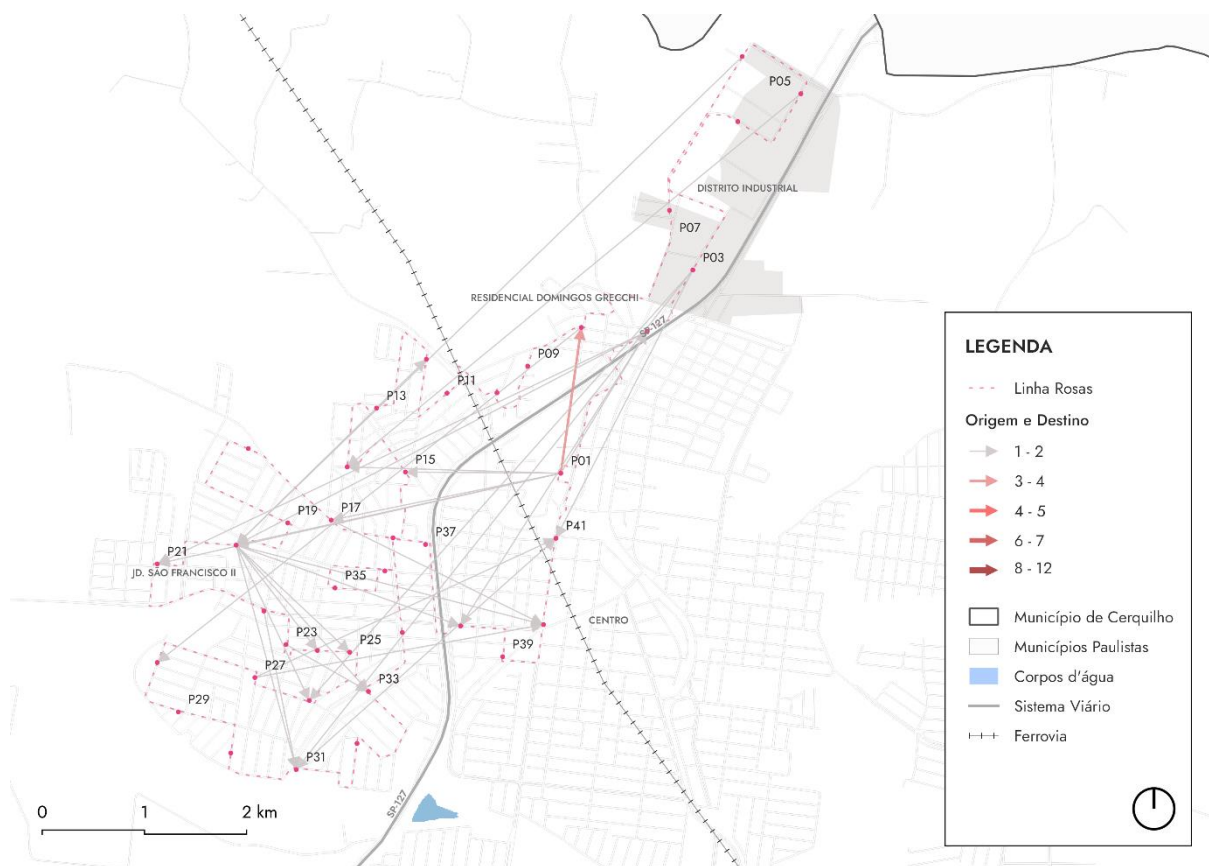 P05
DISTRITO INDUSTRIAL
P07
P03
RESIDENCIAL DOMINGOS GRECCHI
SP-127
P09
P11
P13
P15
P01
P17
P19
P41
P37
P21
JD. SÃO FRANCISCO II
P35
CENTRO
P23
P25
P39
P27
P33
P29
P31
SP-127
0 1 2 km
LEGENDA
Linha Rosas
Origem e Destino
1 - 2
3 - 4
4 - 5
6 - 7
8 - 12
Município de Cerquilho
Municípios Paulistas
Corpos d'água
Sistema Viário
Ferrovia